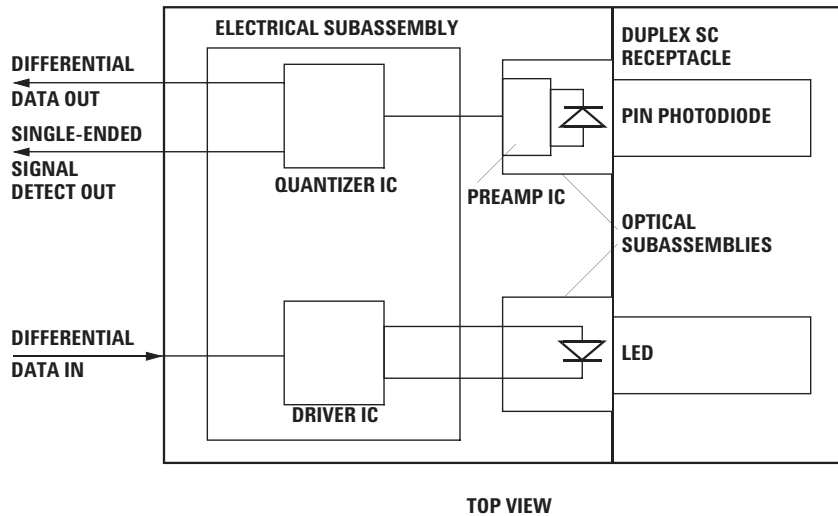 ELECTRICAL SUBASSEMBLY
DUPLEX SC
RECEPTACLE
DIFFERENTIAL
DATA OUT
SINGLE-ENDED
SIGNAL
DETECT OUT
QUANTIZER IC
PREAMP IC
PIN PHOTODIODE
OPTICAL
SUBASSEMBLIES
DIFFERENTIAL
DATA IN
DRIVER IC
LED
TOP VIEW